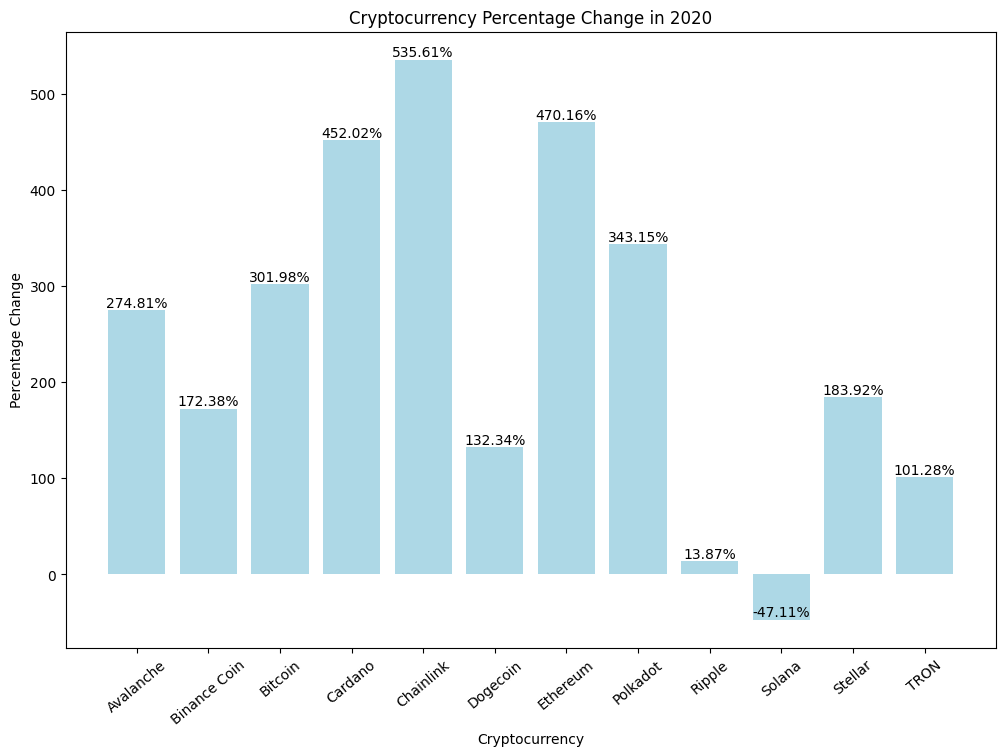 Cryptocurrency Percentage Change in 2020
Percentage Change
500
400
300
200
100
0
274.81%
172.38%
301.98%
452.02%
535.61%
132.34%
470.16%
343.15%
13.87%
-47.11%
183.92%
101.28%
Avalanche
Binance Coin
Bitcoin
Cardano
Chainlink
Dogecoin
Ethereum
Polkadot
Ripple
Solana
Stellar
TRON
Cryptocurrency